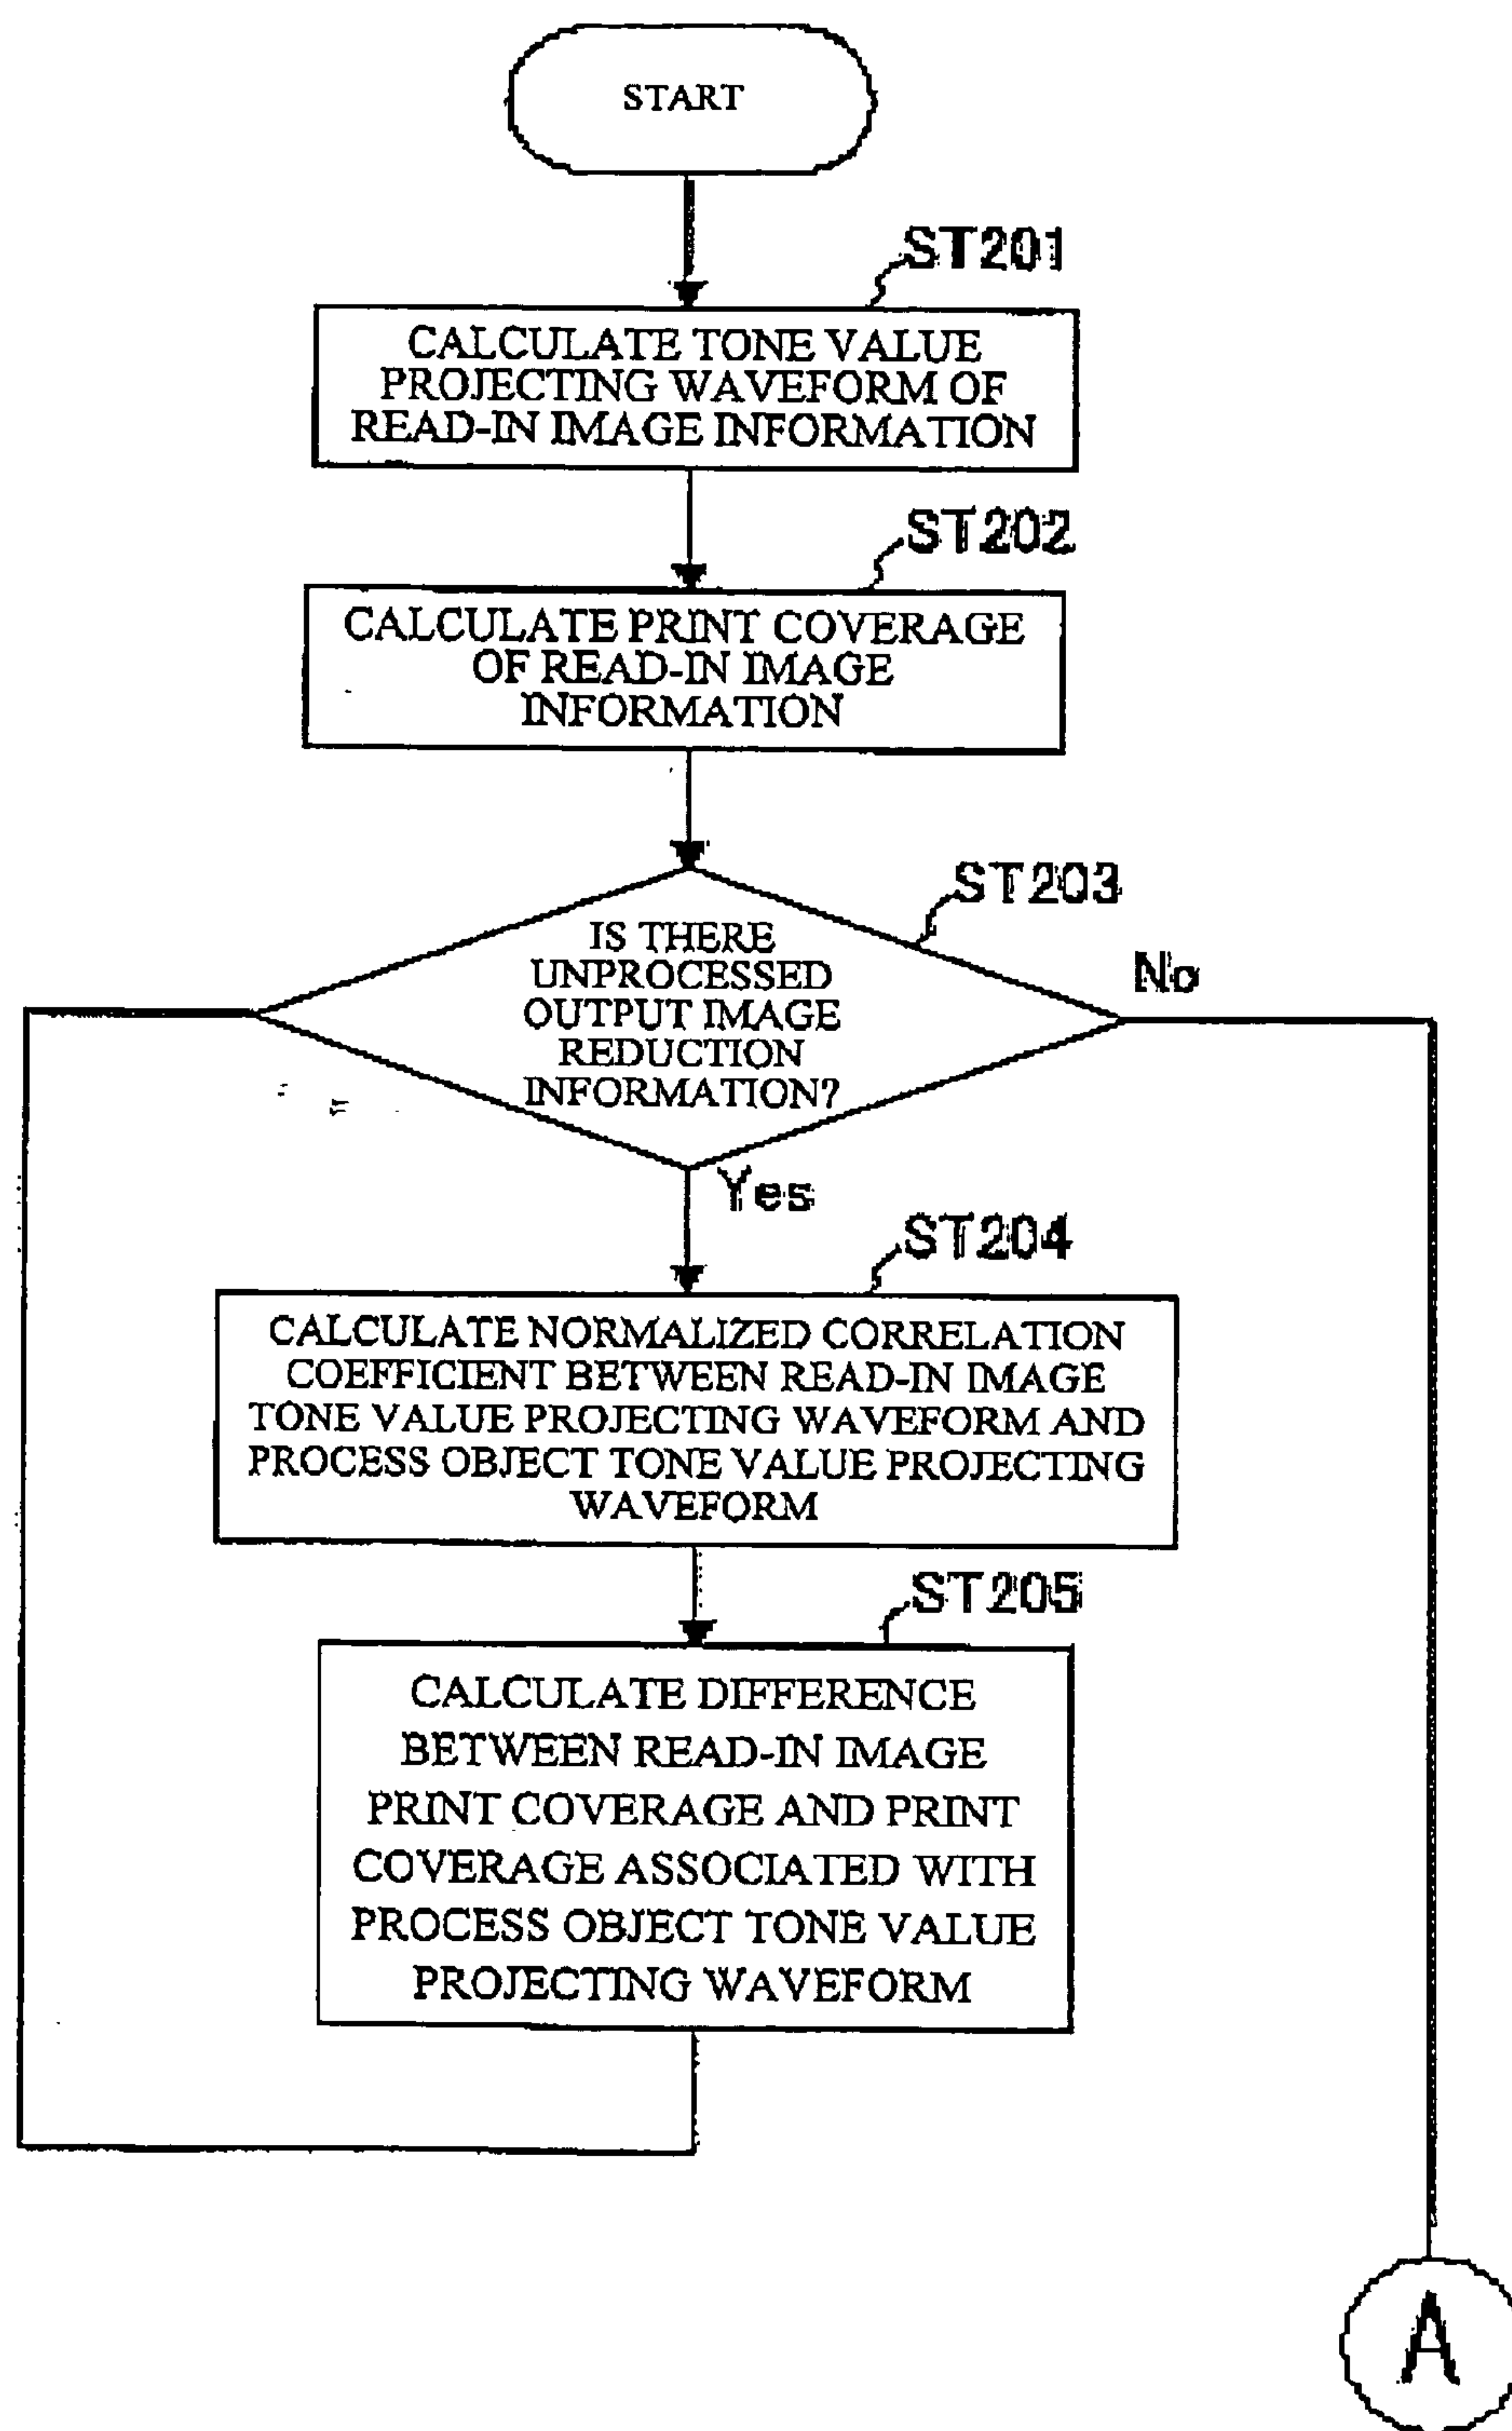 START
ST201
CALCULATE TONE VALUE
PROJECTING WAVEFORM OF
READ-IN IMAGE INFORMATION
ST202
CALCULATE PRINT COVERAGE
OF READ-IN IMAGE
INFORMATION
ST203
IS THERE
UNPROCESSED
OUTPUT IMAGE
REDUCTION
INFORMATION?
No
Yes
ST204
CALCULATE NORMALIZED CORRELATION
COEFFICIENT BETWEEN READ-IN IMAGE
TONE VALUE PROJECTING WAVEFORM AND
PROCESS OBJECT TONE VALUE PROJECTING
WAVEFORM
ST205
CALCULATE DIFFERENCE
BETWEEN READ-IN IMAGE
PRINT COVERAGE AND PRINT
COVERAGE ASSOCIATED WITH
PROCESS OBJECT TONE VALUE
PROJECTING WAVEFORM
A